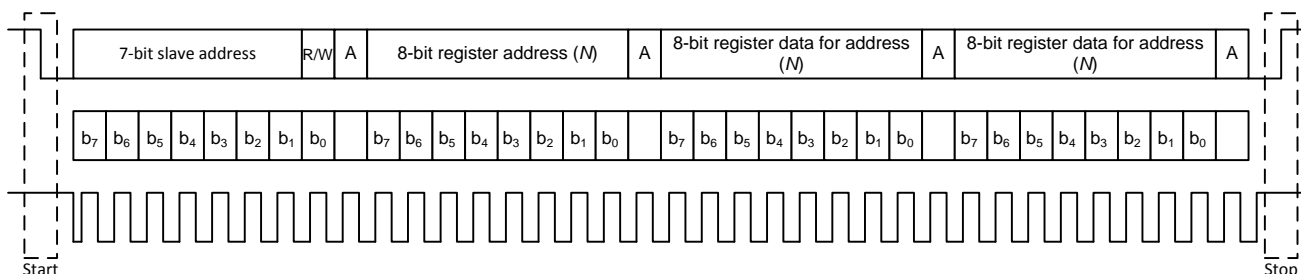 7-bit slave address R/W A 8-bit register address (N) A 8-bit register data for address (N) A 8-bit register data for address (N) A
b7 b6 b5 b4 b3 b2 b1 b0 b7 b6 b5 b4 b3 b2 b1 b0 b7 b6 b5 b4 b3 b2 b1 b0 b7 b6 b5 b4 b3 b2 b1 b0
Start Stop